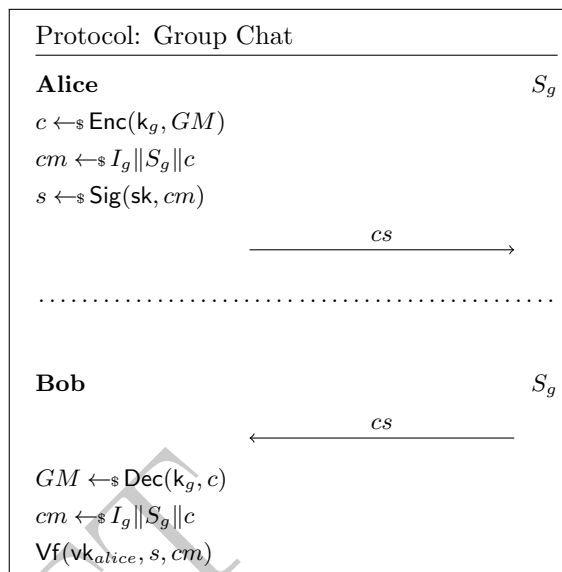 Protocol: Group Chat
Alice S_g
c ←$ Enc(k_g, GM)
cm ←$ I_g‖S_g‖c
s ←$ Sig(sk, cm)
cs
Bob S_g
cs
GM ←$ Dec(k_g, c)
cm ←$ I_g‖S_g‖c
Vf(vk_alice, s, cm)